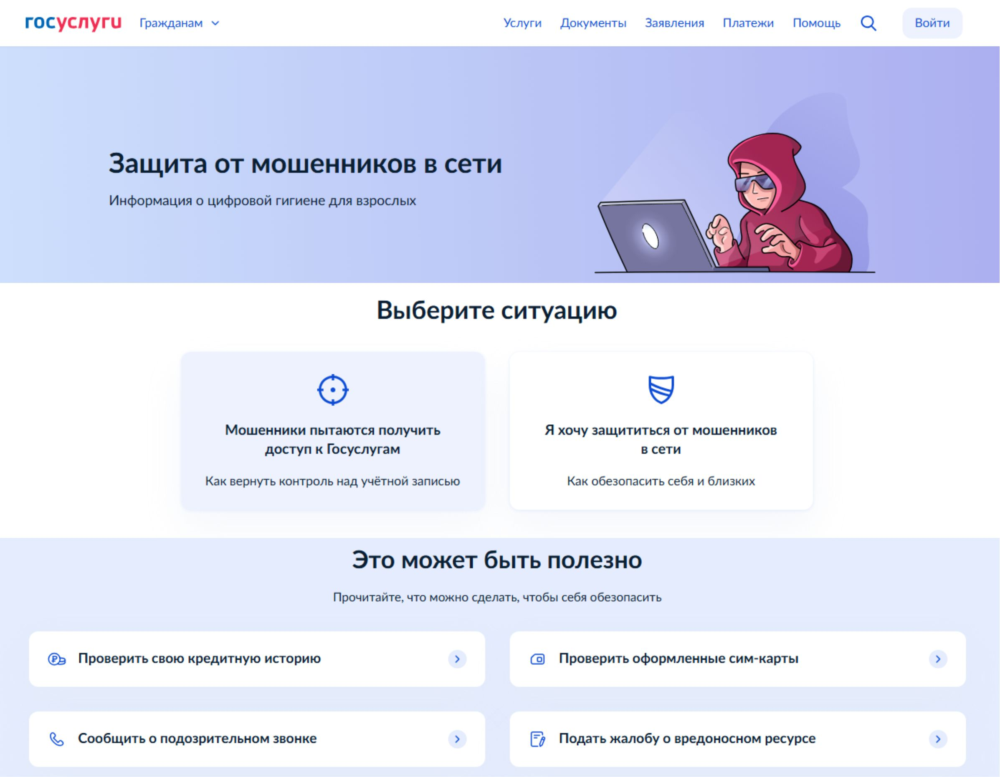 госуслуги Гражданам Услуги Документы Заявления Платежи Помощь Войти
Защита от мошенников в сети
Информация о цифровой гигиене для взрослых
Выберите ситуацию
Мошенники пытаются получить
доступ к Госуслугам
Как вернуть контроль над учётной записью
Я хочу защититься от мошенников
в сети
Как обезопасить себя и близких
Это может быть полезно
Прочитайте, что можно сделать, чтобы себя обезопасить
Проверить свою кредитную историю
Проверить оформленные сим-карты
Сообщить о подозрительном звонке
Подать жалобу о вредоносном ресурсе